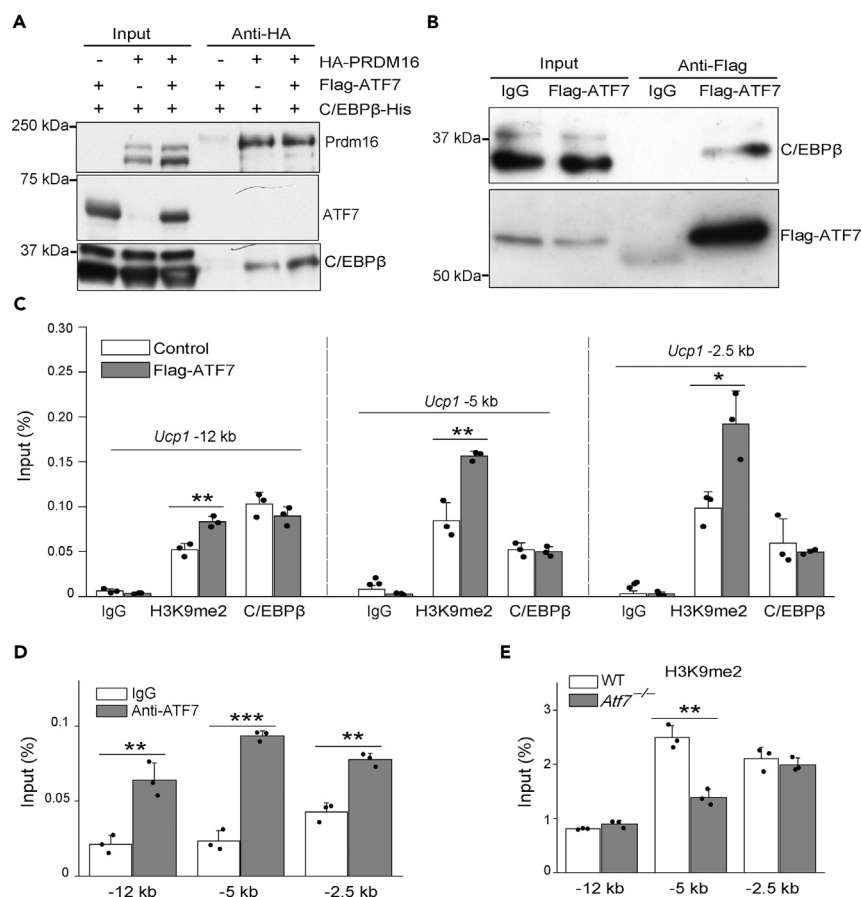 A
Input Anti-HA
- + + - + + HA-PRDM16
+ - + + - + Flag-ATF7
+ + + + + + C/EBPβ-His
250 kDa Prdm16
75 kDa ATF7
37 kDa C/EBPβ
B
Input Anti-Flag
IgG Flag-ATF7 IgG Flag-ATF7
37 kDa C/EBPβ
Flag-ATF7
50 kDa
C
Input (%)
0.30
0.20
0.15
0.10
0.05
0
Control
Flag-ATF7
Ucp1 -12 kb
Ucp1 -5 kb
Ucp1 -2.5 kb
**
**
*
IgG H3K9me2 C/EBPβ IgG H3K9me2 C/EBPβ IgG H3K9me2 C/EBPβ
D
Input (%)
0.1
0.05
0
IgG
Anti-ATF7
** *** **
-12 kb -5 kb -2.5 kb
E
H3K9me2
WT
Atf7⁻/⁻
Input (%)
3
2
1
0
**
-12 kb -5 kb -2.5 kb